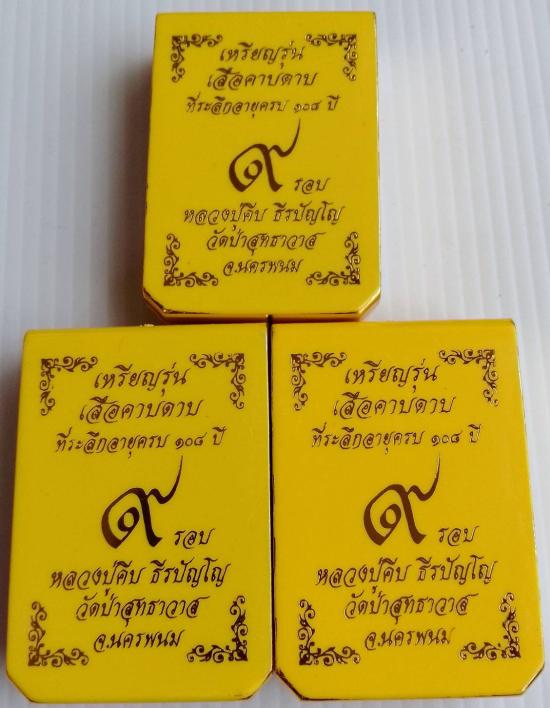 เหรียญรุ่น
เสือคาบดาบ
ที่ระลึกอายุครบ ๑๐๘ ปี
๙ รอบ
หลวงปู่คีบ ธีรปัญโญ
วัดป่าสุทธาวาส
จ.นครพนม
เหรียญรุ่น
เสือคาบดาบ
ที่ระลึกอายุครบ ๑๐๘ ปี
๙ รอบ
หลวงปู่คีบ ธีรปัญโญ
วัดป่าสุทธาวาส
จ.นครพนม
เหรียญรุ่น
เสือคาบดาบ
ที่ระลึกอายุครบ ๑๐๘ ปี
๙ รอบ
หลวงปู่คีบ ธีรปัญโญ
วัดป่าสุทธาวาส
จ.นครพนม